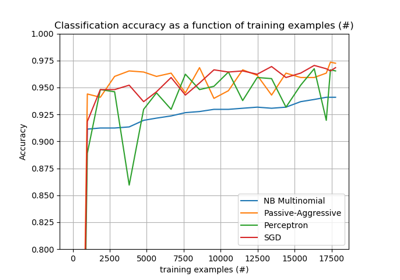 Classification accuracy as a function of training examples (#)
1.000
0.975
0.950
0.925
0.900
0.875
0.850
0.825
0.800
Accuracy
NB Multinomial
Passive-Aggressive
Perceptron
SGD
0 2500 5000 7500 10000 12500 15000 17500
training examples (#)